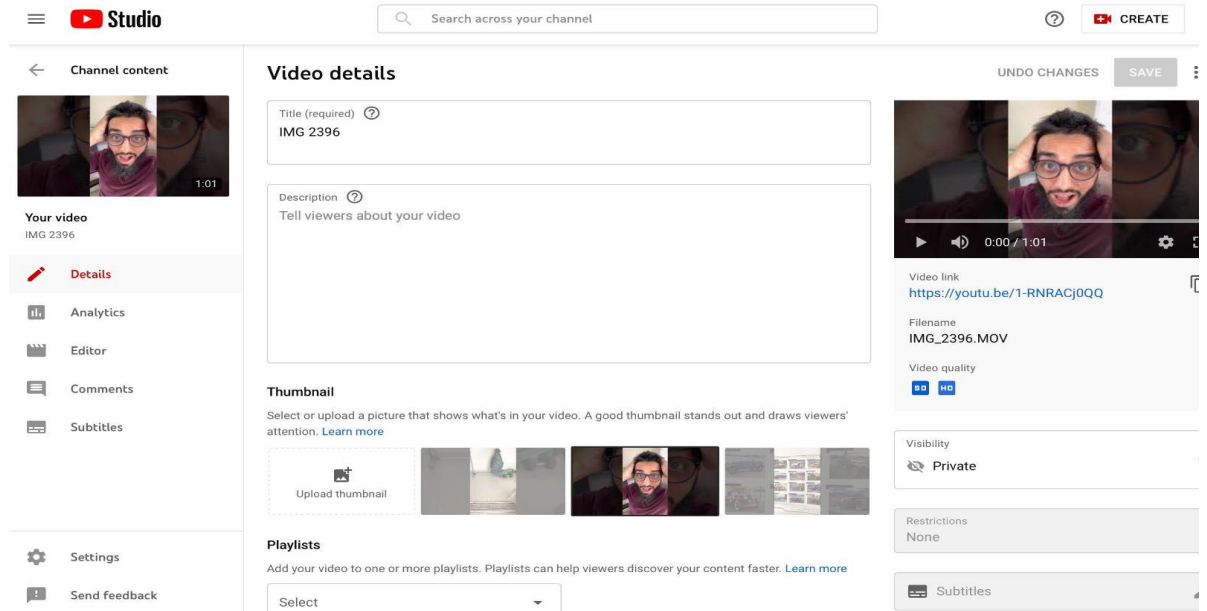 Studio
Search across your channel
CREATE
Channel content
1:01
Your video
IMG 2396
Details
Analytics
Editor
Comments
Subtitles
Settings
Send feedback
Video details
UNDO CHANGES
SAVE
Title (required)
IMG 2396
Description
Tell viewers about your video
Thumbnail
Select or upload a picture that shows what's in your video. A good thumbnail stands out and draws viewers'
attention. Learn more
Upload thumbnail
Playlists
Add your video to one or more playlists. Playlists can help viewers discover your content faster. Learn more
Select
0:00 / 1:01
Video link
https://youtu.be/1-RNRACj0QQ
Filename
IMG_2396.MOV
Video quality
SD HD
Visibility
Private
Restrictions
None
Subtitles